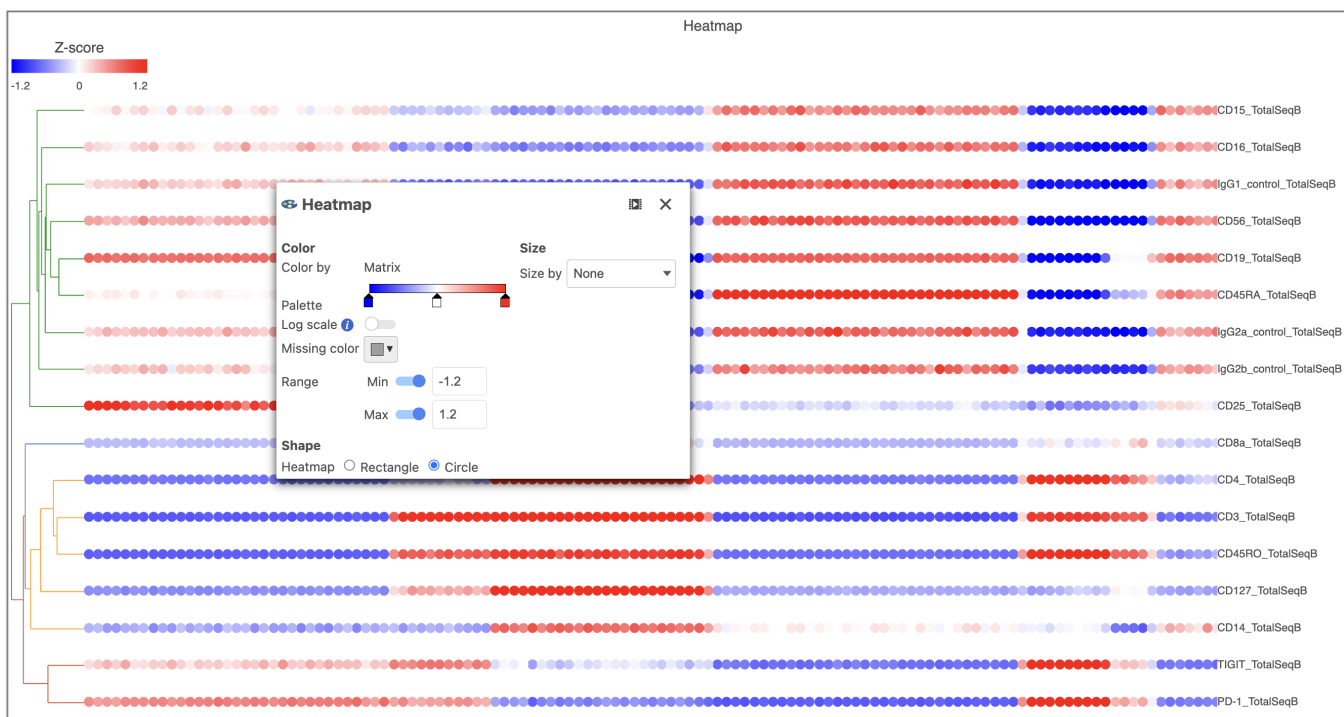 Heatmap
Z-score
-1.2 0 1.2
CD15_TotalSeqB
CD16_TotalSeqB
IgG1_control_TotalSeqB
CD56_TotalSeqB
CD19_TotalSeqB
CD45RA_TotalSeqB
IgG2a_control_TotalSeqB
IgG2b_control_TotalSeqB
CD25_TotalSeqB
CD8a_TotalSeqB
CD4_TotalSeqB
CD3_TotalSeqB
CD45RO_TotalSeqB
CD127_TotalSeqB
CD14_TotalSeqB
TIGIT_TotalSeqB
PD-1_TotalSeqB
Heatmap
Color
Color by Matrix
Palette
Log scale
Missing color
Range Min -1.2
Max 1.2
Size
Size by None
Shape
Heatmap Rectangle Circle